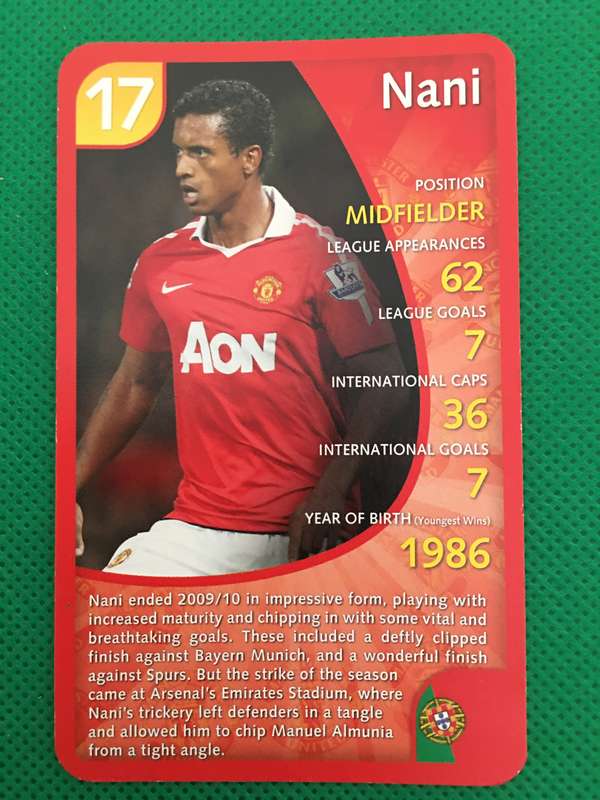 17
Nani
POSITION
MIDFIELDER
LEAGUE APPEARANCES
62
LEAGUE GOALS
7
INTERNATIONAL CAPS
36
INTERNATIONAL GOALS
7
YEAR OF BIRTH (Youngest Wins)
1986
AON
Nani ended 2009/10 in impressive form, playing with
increased maturity and chipping in with some vital and
breathtaking goals. These included a deftly clipped
finish against Bayern Munich, and a wonderful finish
against Spurs. But the strike of the season
came at Arsenal's Emirates Stadium, where
Nani's trickery left defenders in a tangle
and allowed him to chip Manuel Almunia
from a tight angle.